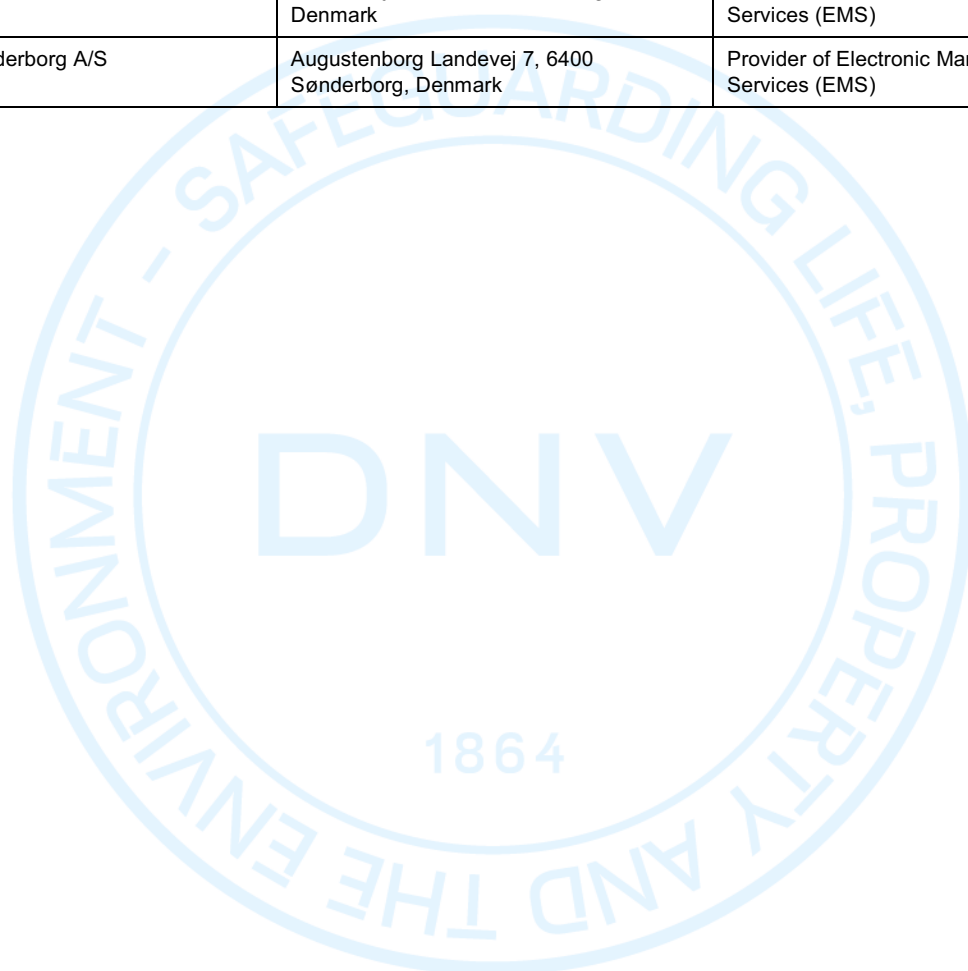 Denmark
Services (EMS)
derborg A/S
Augustenborg Landevej 7, 6400
Sønderborg, Denmark
Provider of Electronic Mar
Services (EMS)
SAFEGUARDING LIFE, PROPERTY AND THE ENVIRONMENT -
DNV
1864